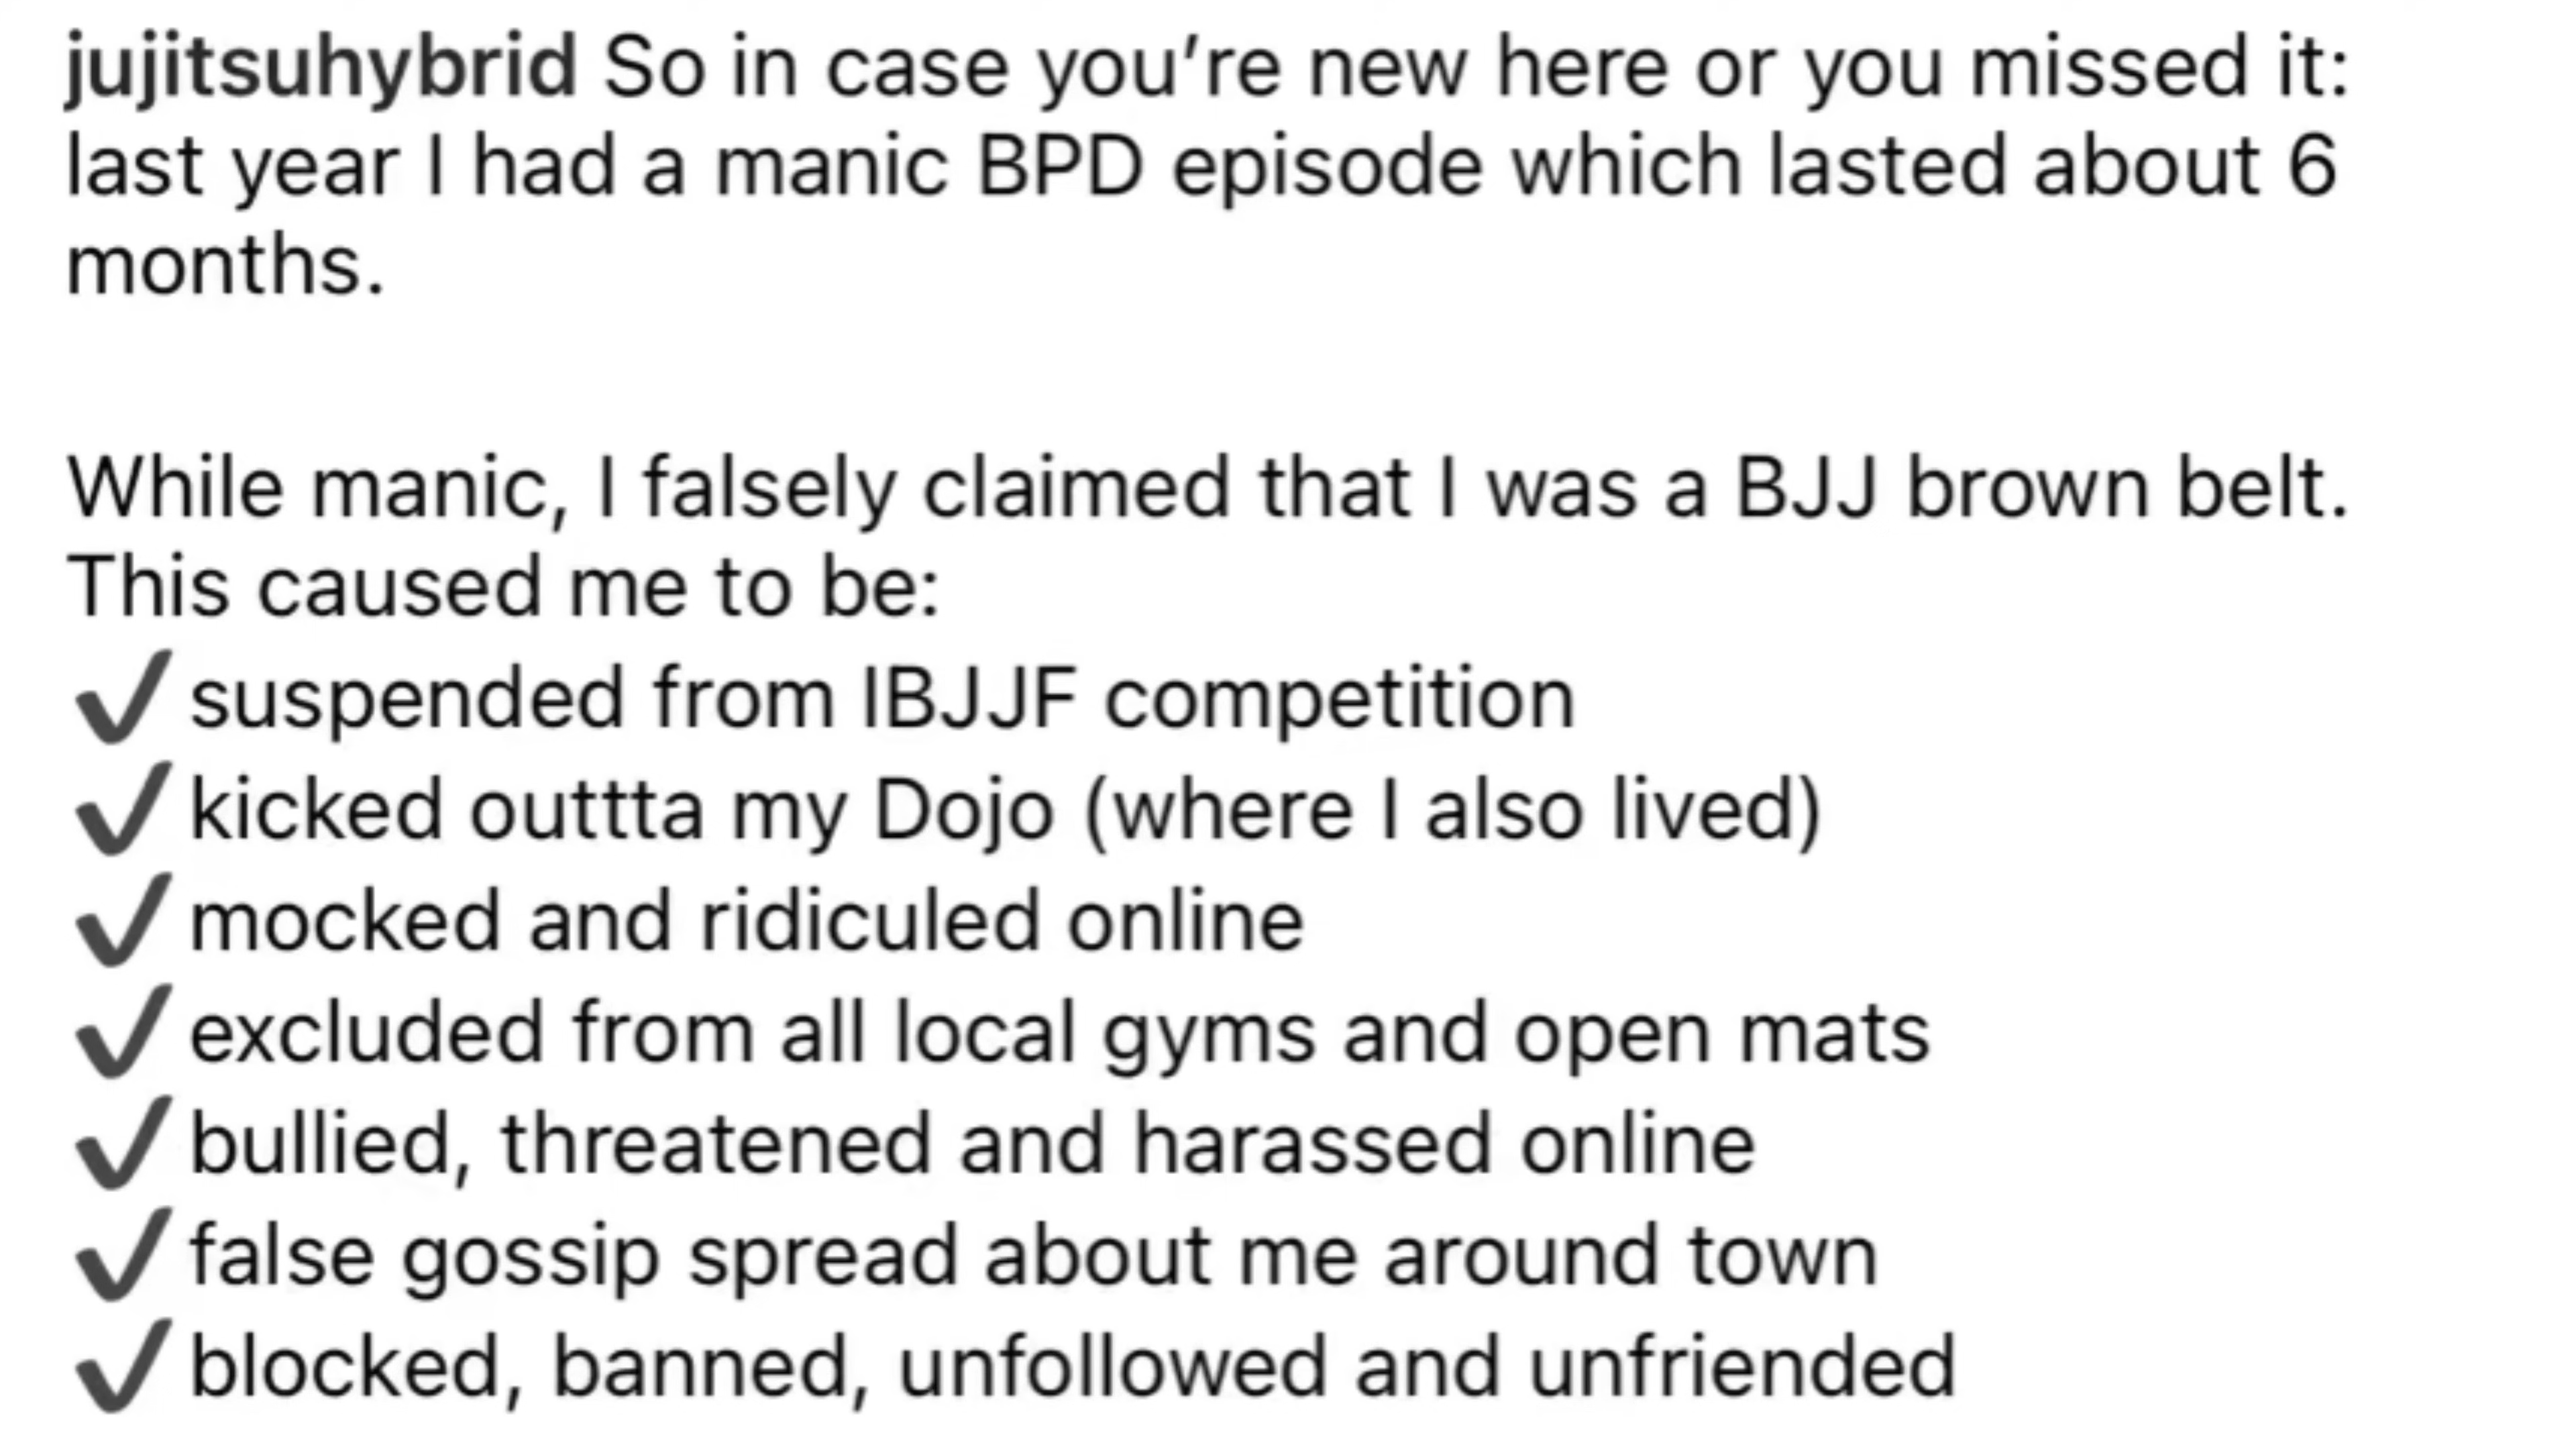 jujitsuhybrid So in case you’re new here or you missed it:
last year I had a manic BPD episode which lasted about 6
months.
While manic, I falsely claimed that I was a BJJ brown belt.
This caused me to be:
✔ suspended from IBJJF competition
✔ kicked outtta my Dojo (where I also lived)
✔ mocked and ridiculed online
✔ excluded from all local gyms and open mats
✔ bullied, threatened and harassed online
✔ false gossip spread about me around town
✔ blocked, banned, unfollowed and unfriended